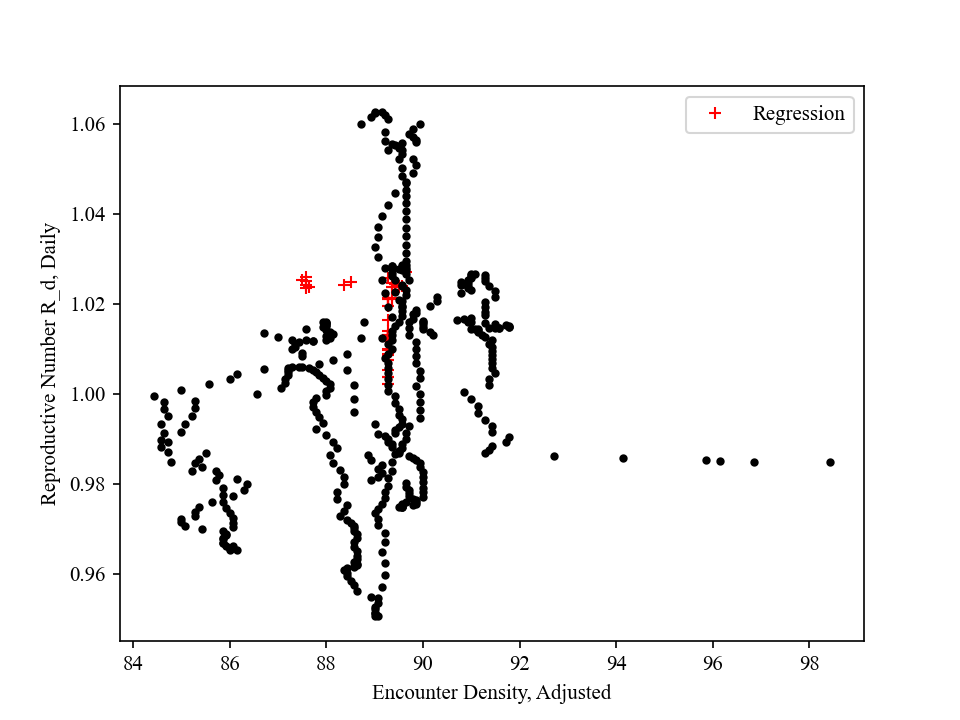 Regression
1.06
1.04
1.02
1.00
0.98
0.96
Reproductive Number R_d, Daily
84 86 88 90 92 94 96 98
Encounter Density, Adjusted